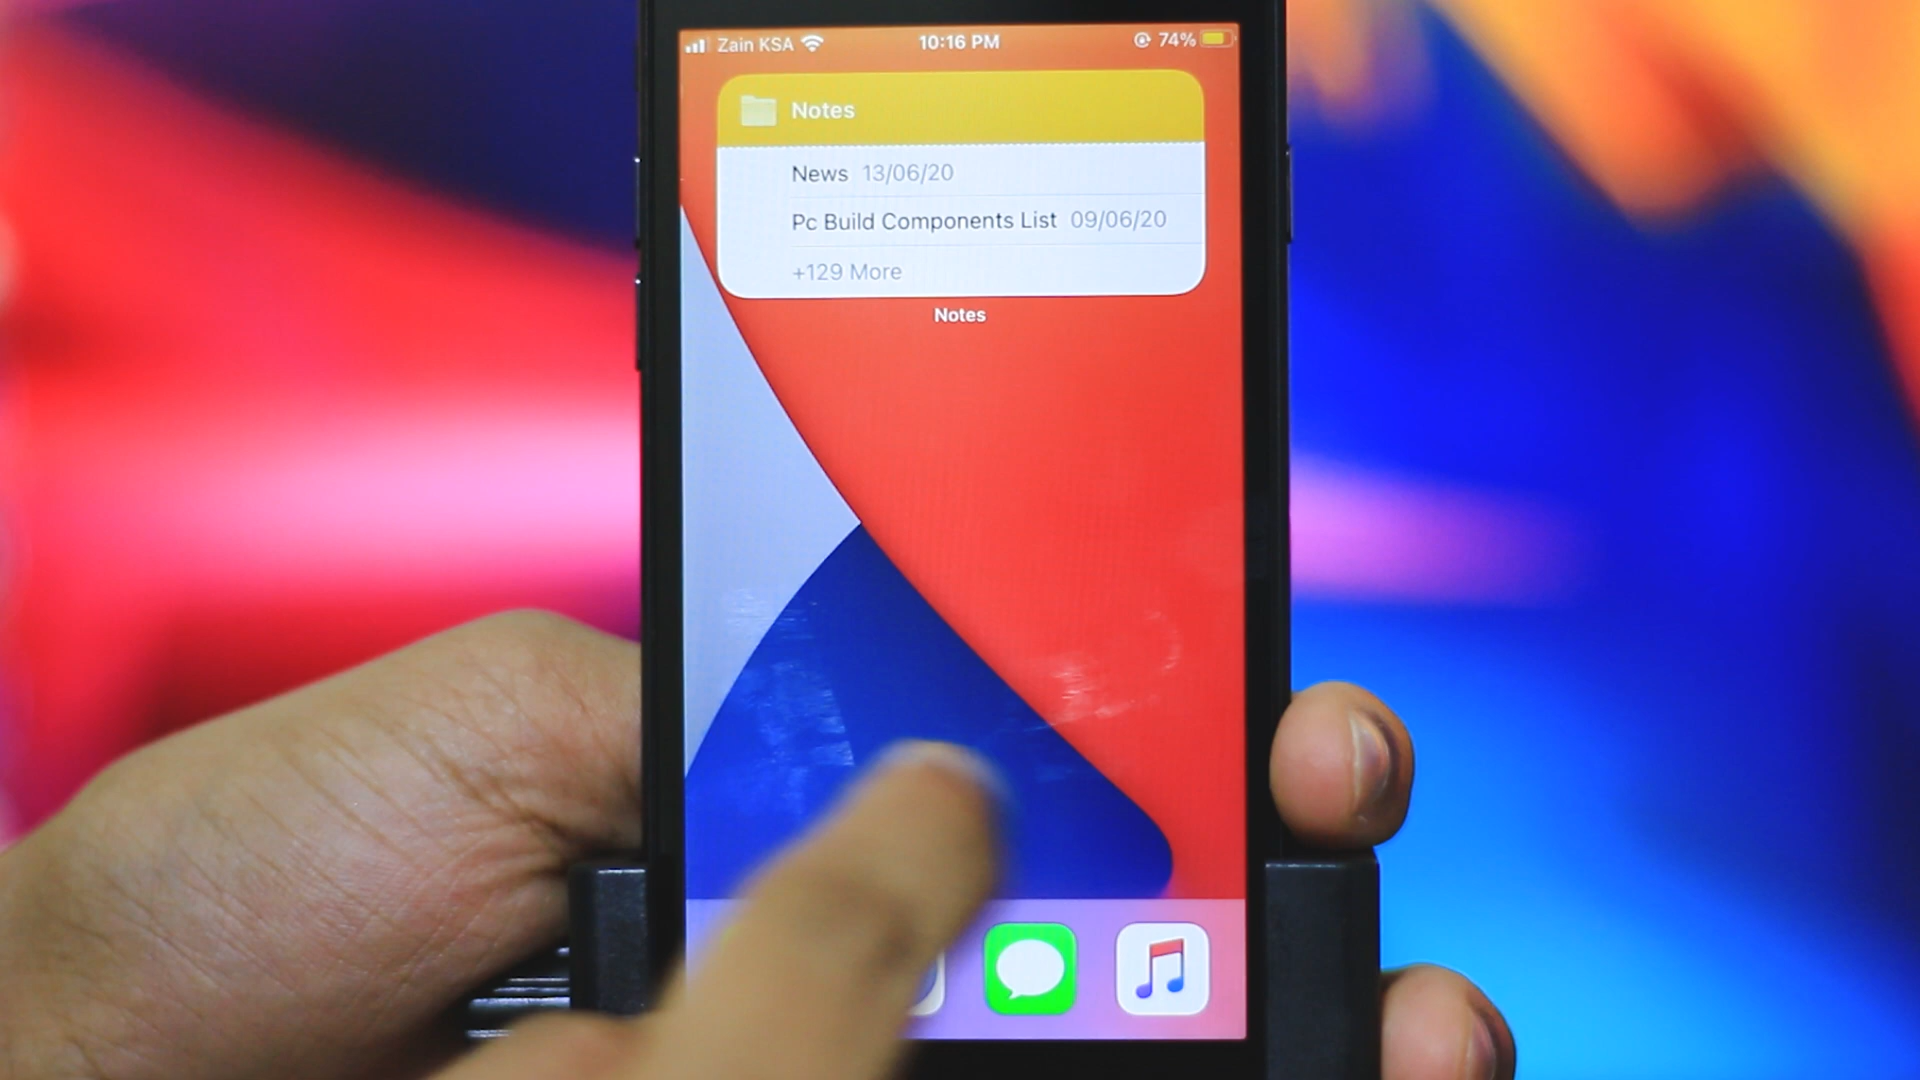 Zain KSA 10:16 PM 74%
Notes
News 13/06/20
Pc Build Components List 09/06/20
+129 More
Notes